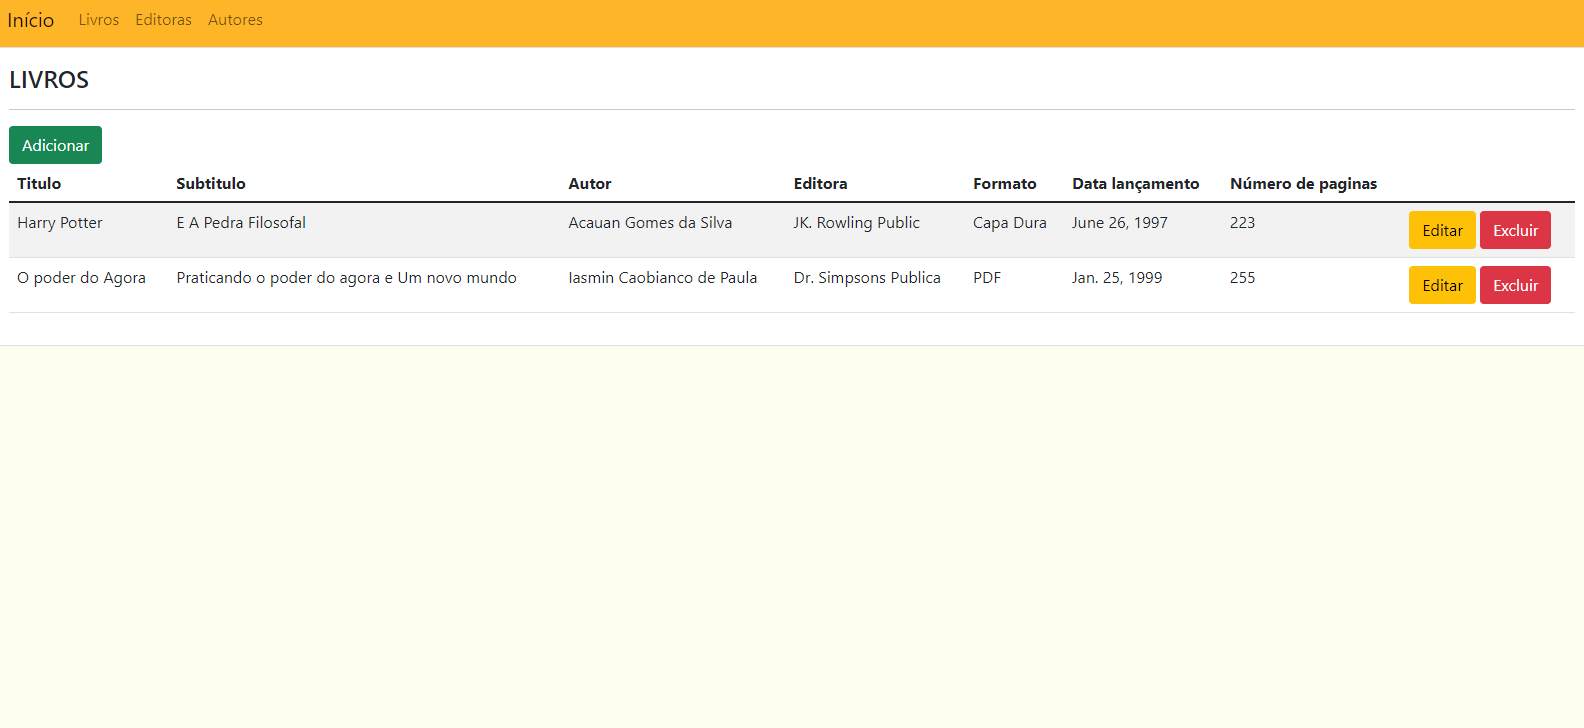 Início Livros Editoras Autores
LIVROS
Adicionar
Titulo Subtitulo Autor Editora Formato Data lançamento Número de paginas
Harry Potter E A Pedra Filosofal Acauan Gomes da Silva JK. Rowling Public Capa Dura June 26, 1997 223 Editar Excluir
O poder do Agora Praticando o poder do agora e Um novo mundo Iasmin Caobianco de Paula Dr. Simpsons Publica PDF Jan. 25, 1999 255 Editar Excluir